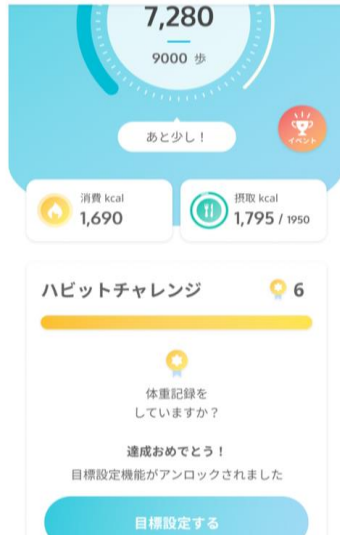 7,280
9000 歩
あと少し！
イベント
消費 kcal
1,690
摂取 kcal
1,795 / 1950
ハビットチャレンジ
6
体重記録を
していますか？
達成おめでとう！
目標設定機能がアンロックされました
目標設定する